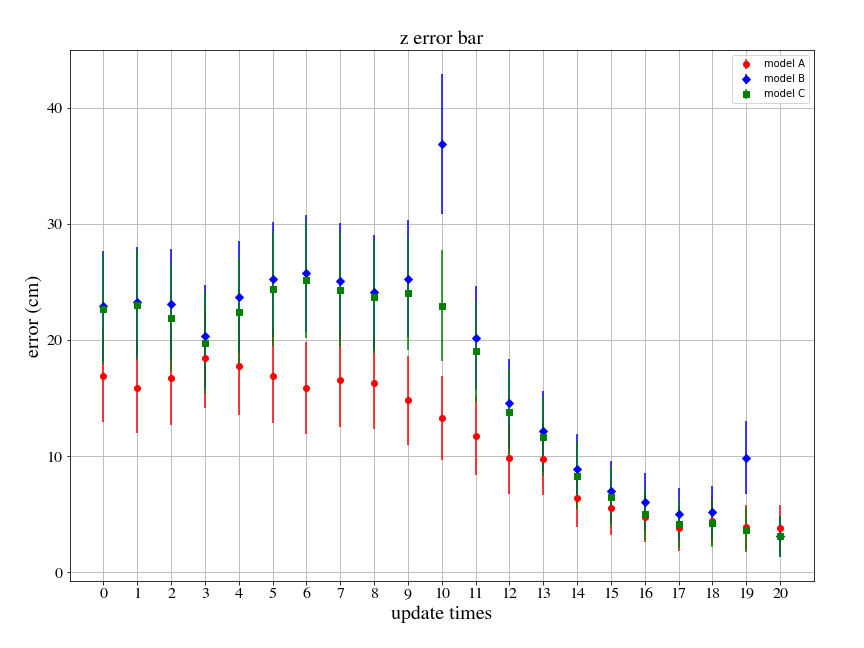 z error bar
model A
model B
model C
40
30
20
10
0
error (cm)
0 1 2 3 4 5 6 7 8 9 10 11 12 13 14 15 16 17 18 19 20
update times